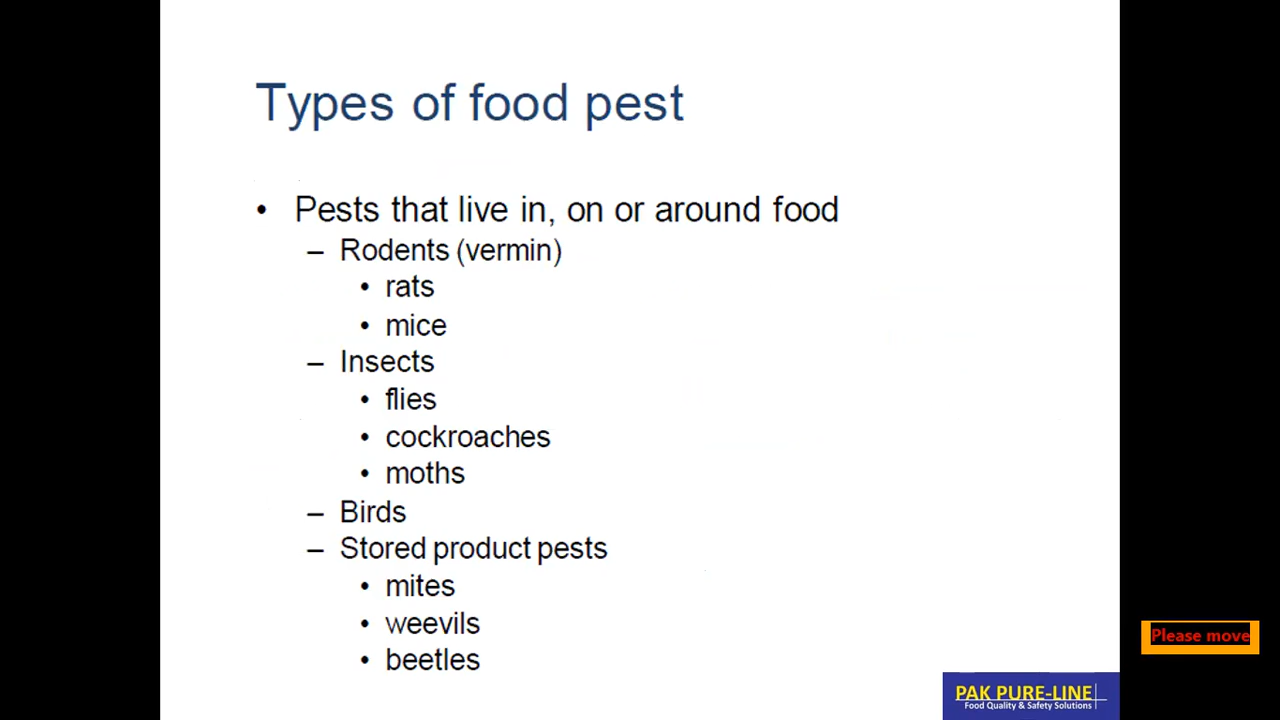 Types of food pest
• Pests that live in, on or around food
– Rodents (vermin)
• rats
• mice
– Insects
• flies
• cockroaches
• moths
– Birds
– Stored product pests
• mites
• weevils
• beetles
Please move
PAK PURE-LINE
Food Quality & Safety Solutions